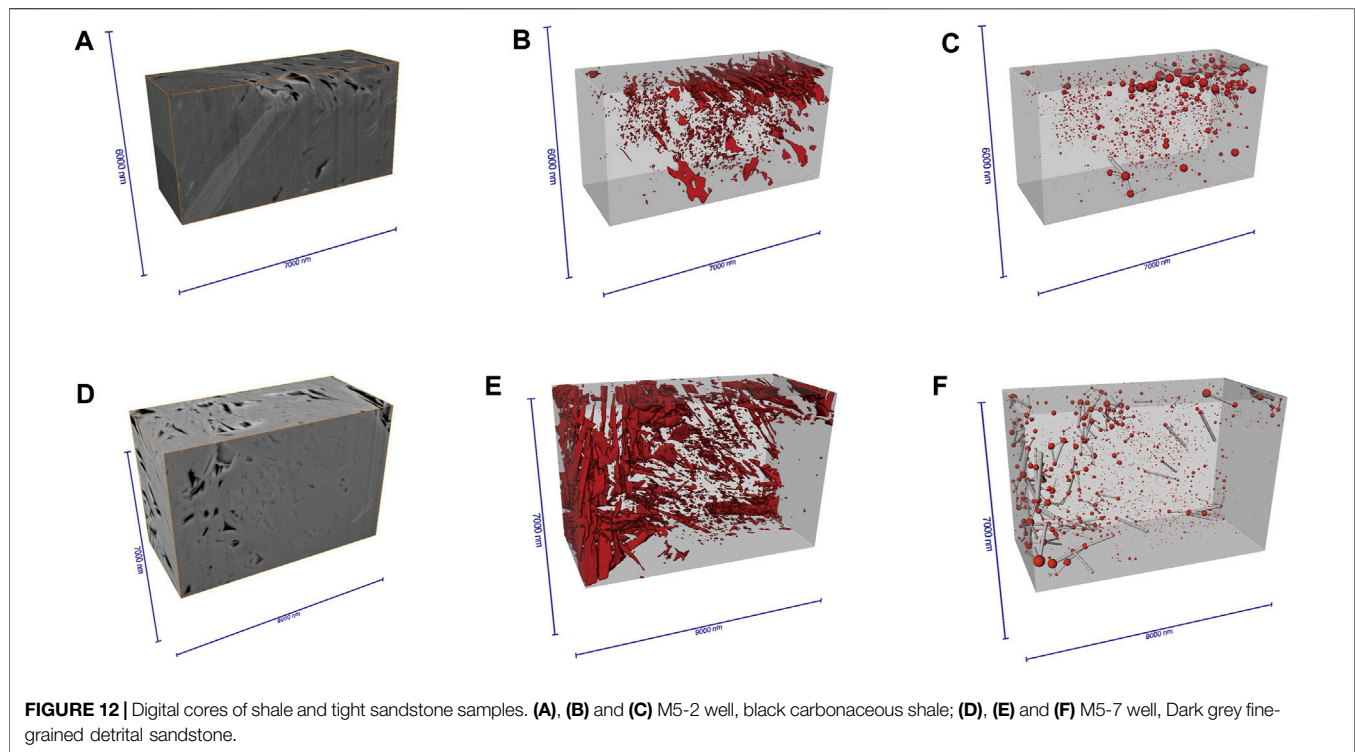 A
B
C
6000 nm
6000 nm
6000 nm
7000 nm
7000 nm
7000 nm
D
E
F
7000 nm
7000 nm
7000 nm
9000 nm
9000 nm
9000 nm
FIGURE 12 | Digital cores of shale and tight sandstone samples. (A), (B) and (C) M5-2 well, black carbonaceous shale; (D), (E) and (F) M5-7 well, Dark grey fine-
grained detrital sandstone.